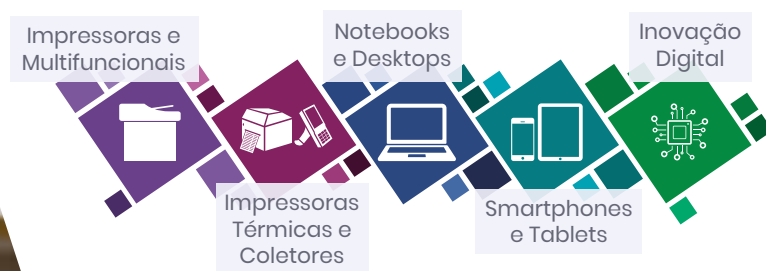 Impressoras e
Multifuncionais
Impressoras
Térmicas e
Coletores
Notebooks
e Desktops
Smartphones
e Tablets
Inovação
Digital